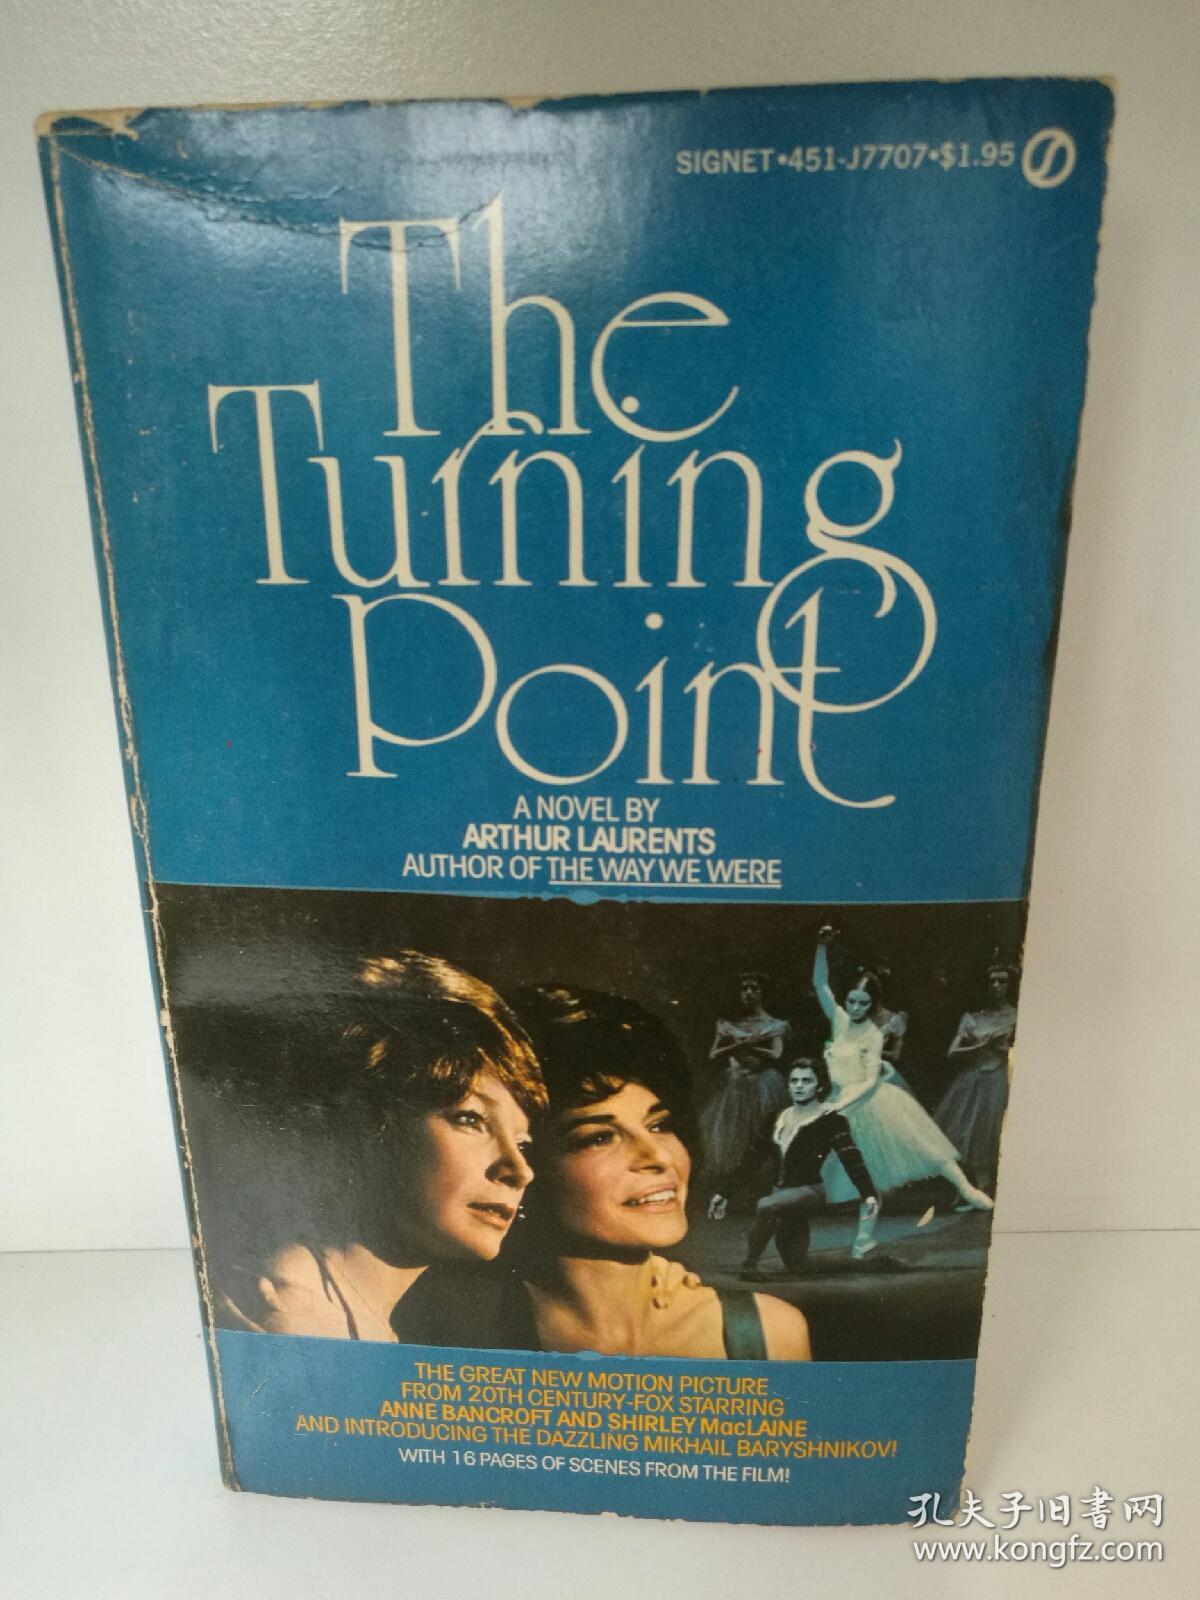 SIGNET•451-J7707•$1.95
The
Turning
Point
A NOVEL BY
ARTHUR LAURENTS
AUTHOR OF THE WAY WE WERE
THE GREAT NEW MOTION PICTURE
FROM 20TH CENTURY-FOX STARRING
ANNE BANCROFT AND SHIRLEY MacLAINE
AND INTRODUCING THE DAZZLING MIKHAIL BARYSHNIKOV!
WITH 16 PAGES OF SCENES FROM THE FILM!
孔夫子旧书网
www.kongfz.com